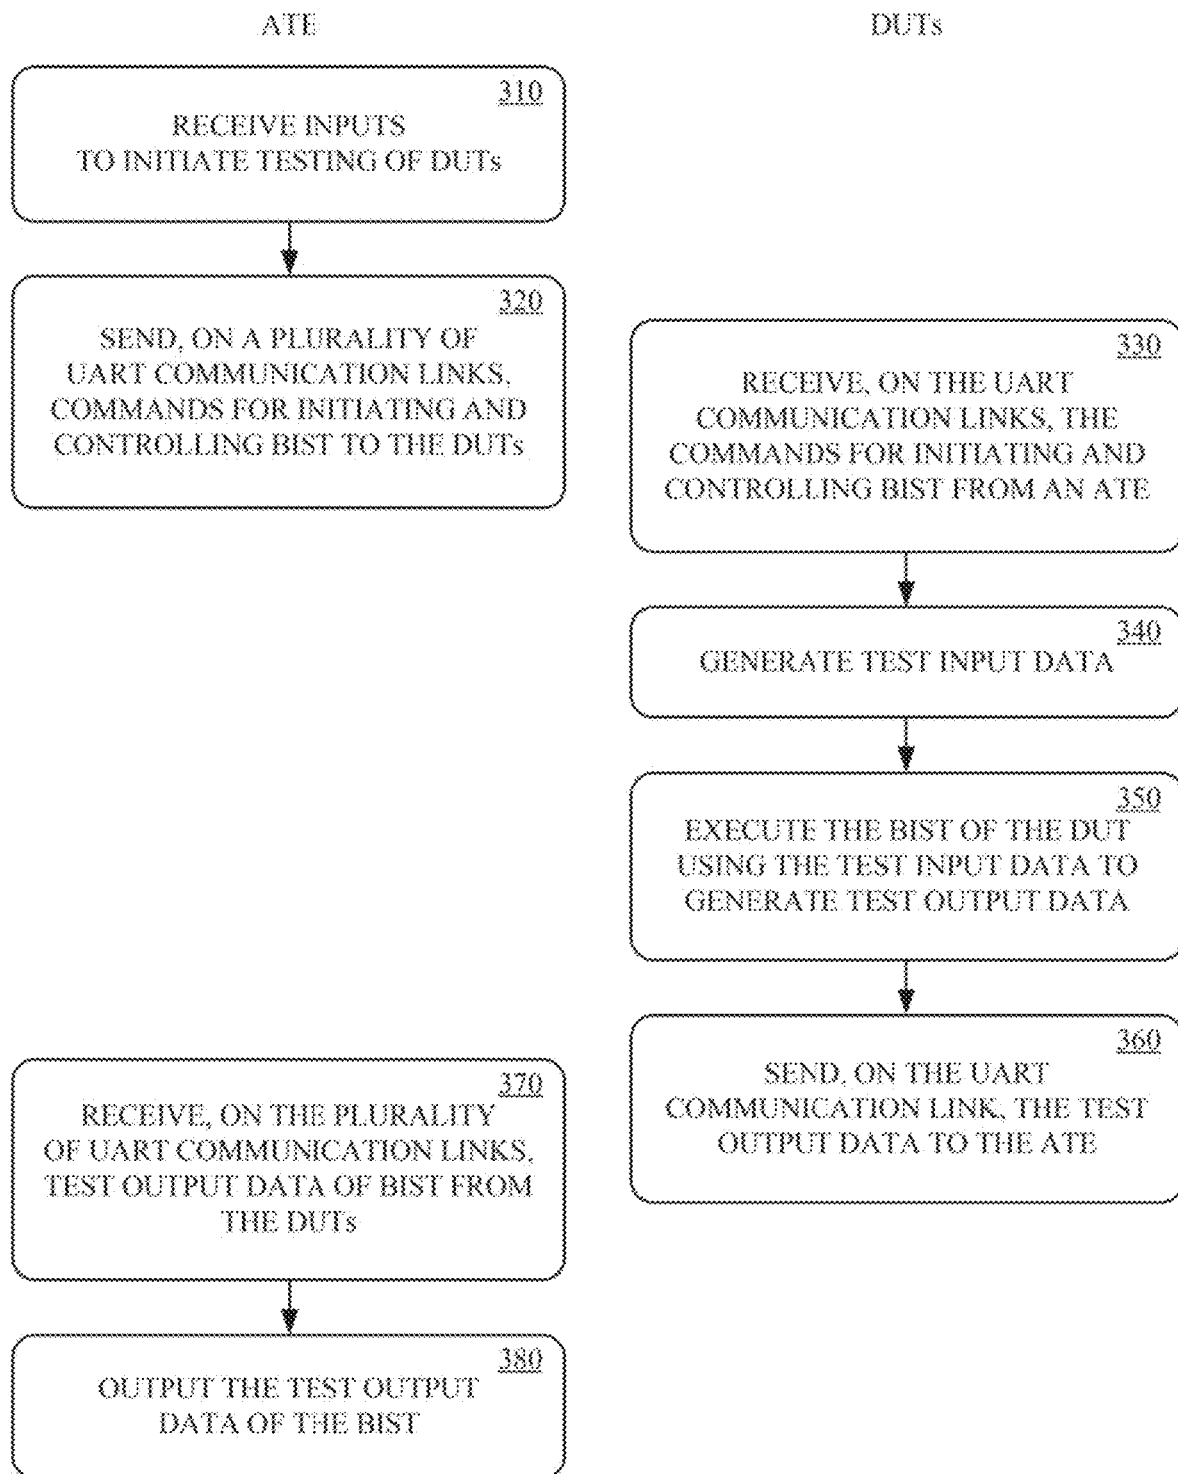 ATE
DUTs
310
RECEIVE INPUTS
TO INITIATE TESTING OF DUTs
320
SEND, ON A PLURALITY OF
UART COMMUNICATION LINKS,
COMMANDS FOR INITIATING AND
CONTROLLING BIST TO THE DUTs
330
RECEIVE, ON THE UART
COMMUNICATION LINKS, THE
COMMANDS FOR INITIATING AND
CONTROLLING BIST FROM AN ATE
340
GENERATE TEST INPUT DATA
350
EXECUTE THE BIST OF THE DUT
USING THE TEST INPUT DATA TO
GENERATE TEST OUTPUT DATA
360
SEND, ON THE UART
COMMUNICATION LINK, THE TEST
OUTPUT DATA TO THE ATE
370
RECEIVE, ON THE PLURALITY
OF UART COMMUNICATION LINKS,
TEST OUTPUT DATA OF BIST FROM
THE DUTs
380
OUTPUT THE TEST OUTPUT
DATA OF THE BIST